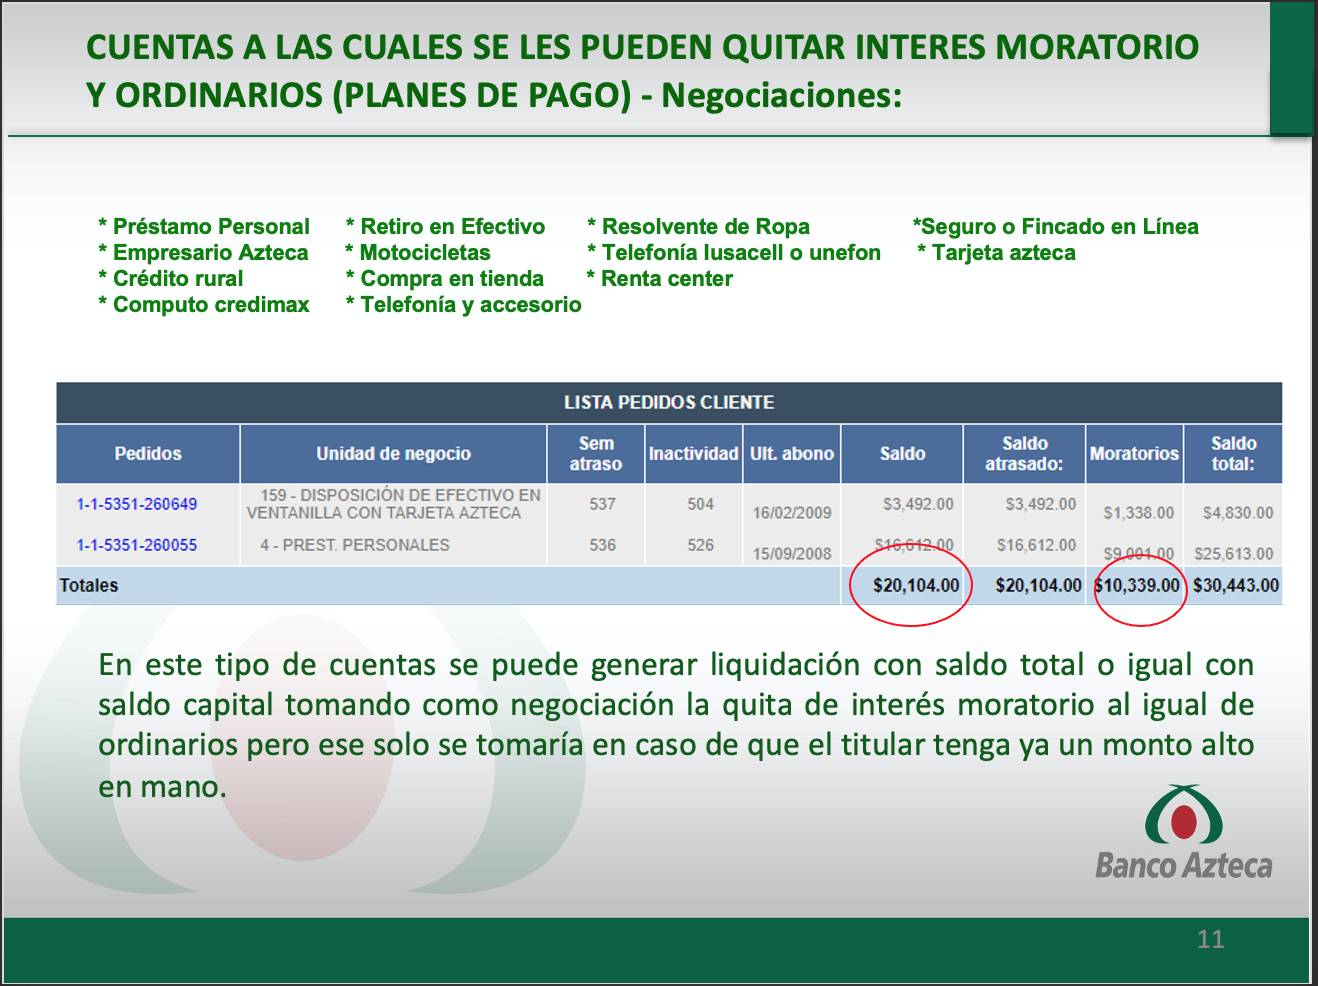 CUENTAS A LAS CUALES SE LES PUEDEN QUITAR INTERES MORATORIO
Y ORDINARIOS (PLANES DE PAGO) - Negociaciones:
* Préstamo Personal * Retiro en Efectivo * Resolvente de Ropa *Seguro o Fincado en Línea
* Empresario Azteca * Motocicletas * Telefonía Iusacell o unefon * Tarjeta azteca
* Crédito rural * Compra en tienda * Renta center
* Computo credimax * Telefonía y accesorio
LISTA PEDIDOS CLIENTE
Pedidos Unidad de negocio Sem atraso Inactividad Ult. abono Saldo Saldo atrasado: Moratorios Saldo total:
1-1-5351-260649 159 - DISPOSICIÓN DE EFECTIVO EN VENTANILLA CON TARJETA AZTECA 537 504 16/02/2009 $3,492.00 $3,492.00 $1,338.00 $4,830.00
1-1-5351-260055 4 - PREST. PERSONALES 536 526 15/09/2008 $16,612.00 $16,612.00 $9,001.00 $25,613.00
Totales $20,104.00 $20,104.00 $10,339.00 $30,443.00
En este tipo de cuentas se puede generar liquidación con saldo total o igual con
saldo capital tomando como negociación la quita de interés moratorio al igual de
ordinarios pero ese solo se tomaría en caso de que el titular tenga ya un monto alto
en mano.
Banco Azteca
11